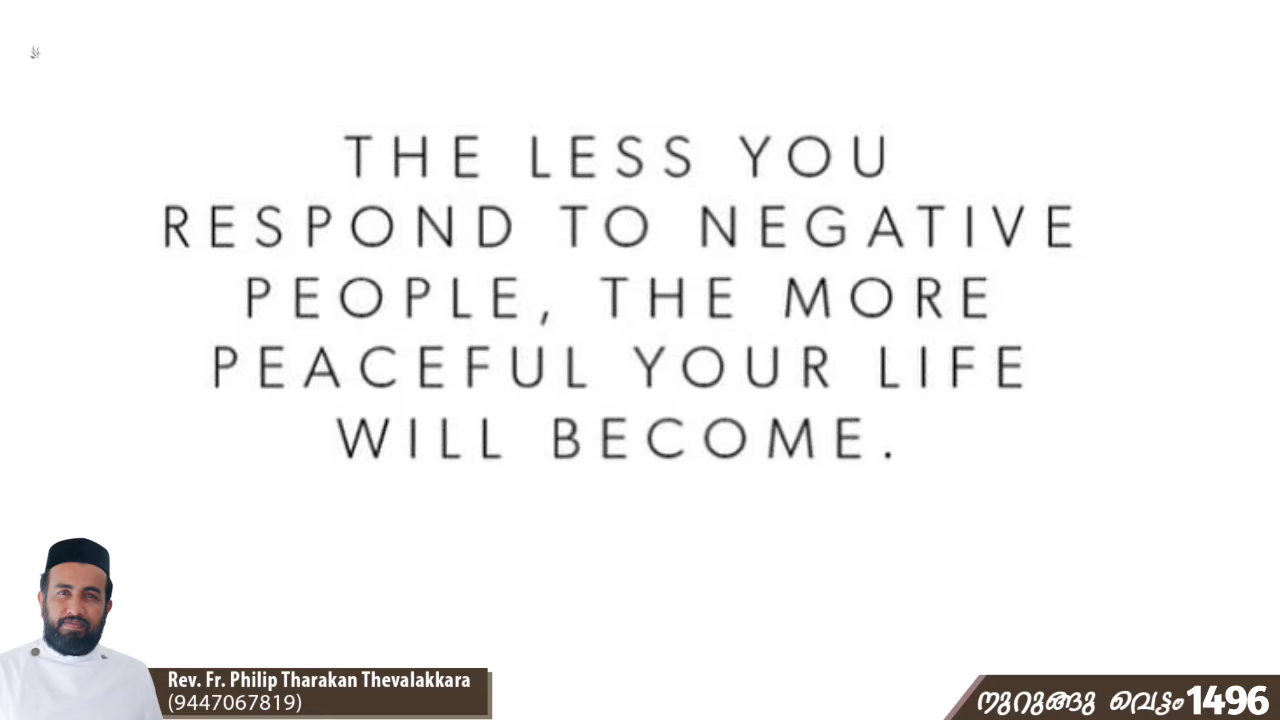 THE LESS YOU
RESPOND TO NEGATIVE
PEOPLE, THE MORE
PEACEFUL YOUR LIFE
WILL BECOME.
Rev. Fr. Philip Tharakan Thevalakkara
(9447067819)
നുറുങ്ങു വെട്ടം 1496